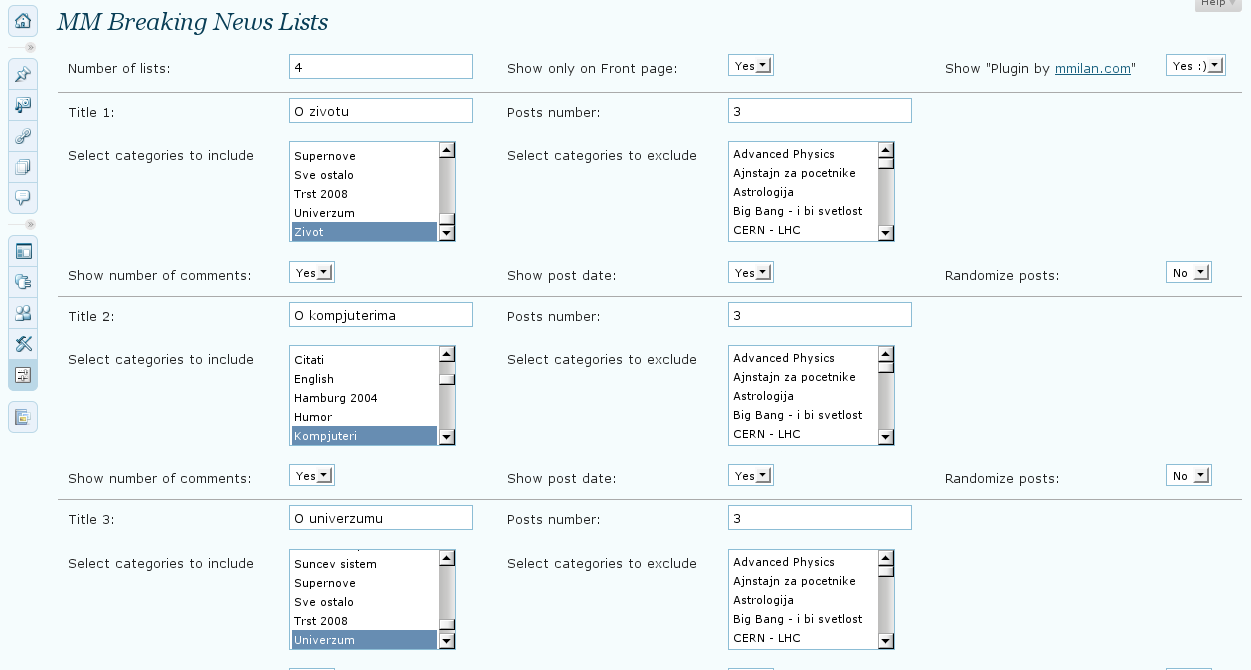 Help
MM Breaking News Lists
Number of lists: 4 Show only on Front page: Yes Show "Plugin by mmilan.com" Yes :)
Title 1: O zivotu Posts number: 3
Select categories to include Select categories to exclude
Supernove Advanced Physics
Sve ostalo Ajnstajn za pocetnike
Trst 2008 Astrologija
Univerzum Big Bang - i bi svetlost
Zivot CERN - LHC
Show number of comments: Yes Show post date: Yes Randomize posts: No
Title 2: O kompjuterima Posts number: 3
Select categories to include Select categories to exclude
Citati Advanced Physics
English Ajnstajn za pocetnike
Hamburg 2004 Astrologija
Humor Big Bang - i bi svetlost
Kompjuteri CERN - LHC
Show number of comments: Yes Show post date: Yes Randomize posts: No
Title 3: O univerzumu Posts number: 3
Select categories to include Select categories to exclude
Suncev sistem Advanced Physics
Supernove Ajnstajn za pocetnike
Sve ostalo Astrologija
Trst 2008 Big Bang - i bi svetlost
Univerzum CERN - LHC